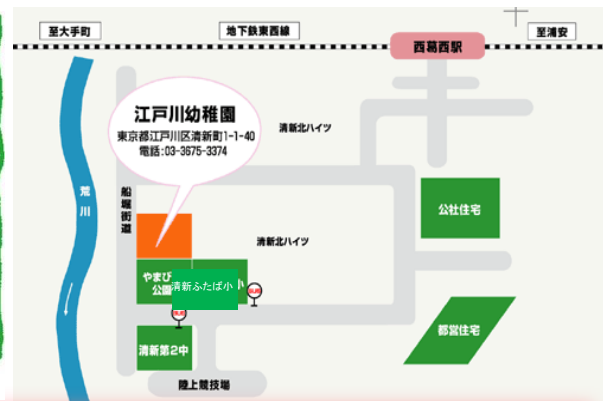 至大手町
地下鉄東西線
西葛西駅
至浦安
江戸川幼稚園
東京都江戸川区清新町1-1-40
電話:03-3675-3374
清新北ハイツ
荒川
船堀街道
公社住宅
清新北ハイツ
やまび
公園
清新ふたば小
小
都営住宅
清新第2中
陸上競技場